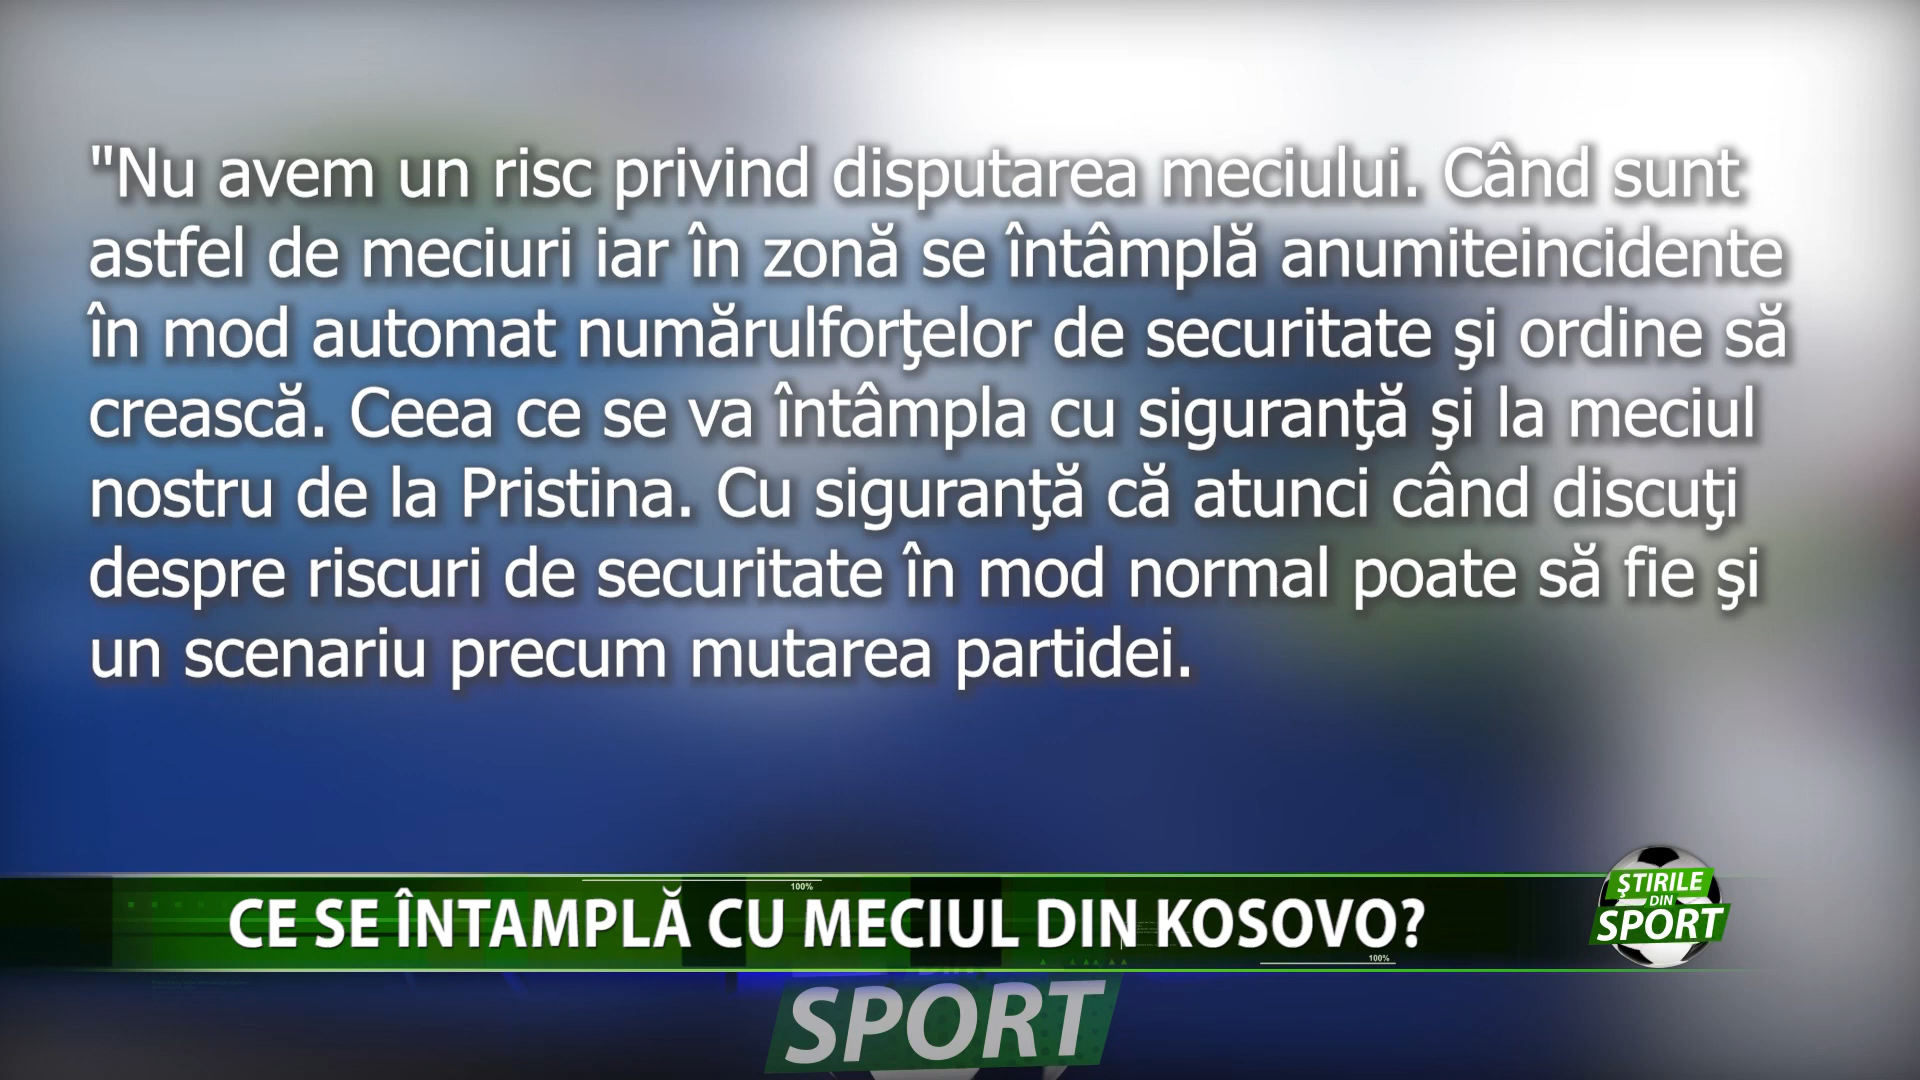 "Nu avem un risc privind disputarea meciului. Când sunt
astfel de meciuri iar în zonă se întâmplă anumiteincidente
în mod automat numărulforţelor de securitate şi ordine să
crească. Ceea ce se va întâmpla cu siguranţă şi la meciul
nostru de la Pristina. Cu siguranţă că atunci când discuţi
despre riscuri de securitate în mod normal poate să fie şi
un scenariu precum mutarea partidei.
100%
CE SE ÎNTAMPLĂ CU MECIUL DIN KOSOVO?
100%
ŞTIRILE
DIN
SPORT
DIN
SPORT